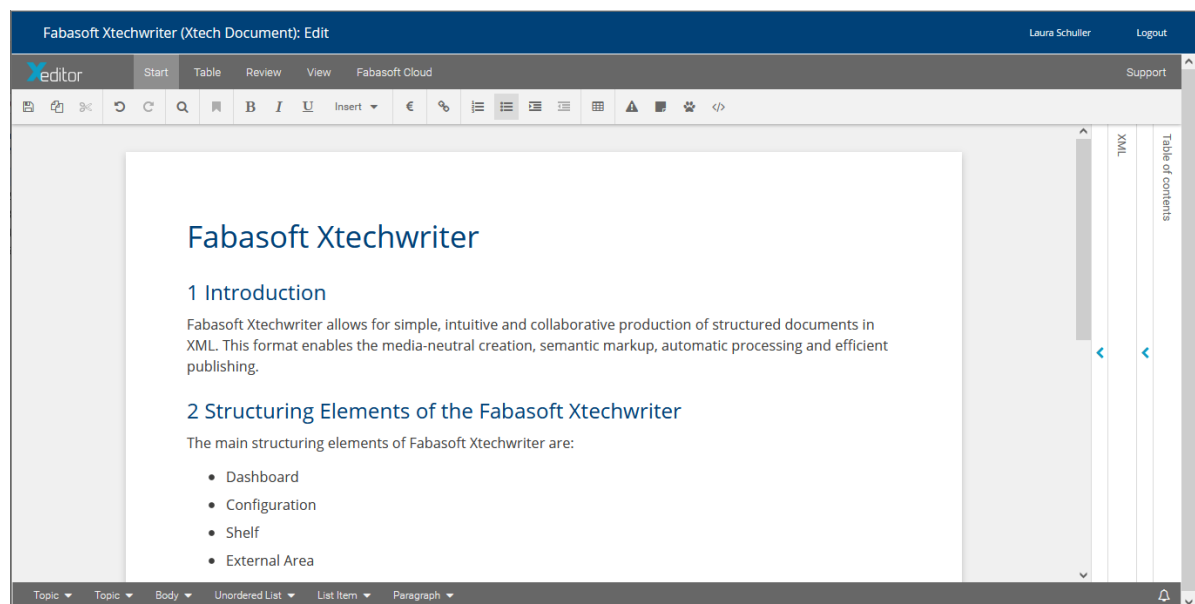 Fabasoft Xtechwriter (Xtech Document): Edit Laura Schuller Logout
Xeditor Start Table Review View Fabasoft Cloud Support
B I U Insert € </>
XML
Table of contents
Fabasoft Xtechwriter
1 Introduction
Fabasoft Xtechwriter allows for simple, intuitive and collaborative production of structured documents in
XML. This format enables the media-neutral creation, semantic markup, automatic processing and efficient
publishing.
2 Structuring Elements of the Fabasoft Xtechwriter
The main structuring elements of Fabasoft Xtechwriter are:
• Dashboard
• Configuration
• Shelf
• External Area
Topic Topic Body Unordered List List Item Paragraph